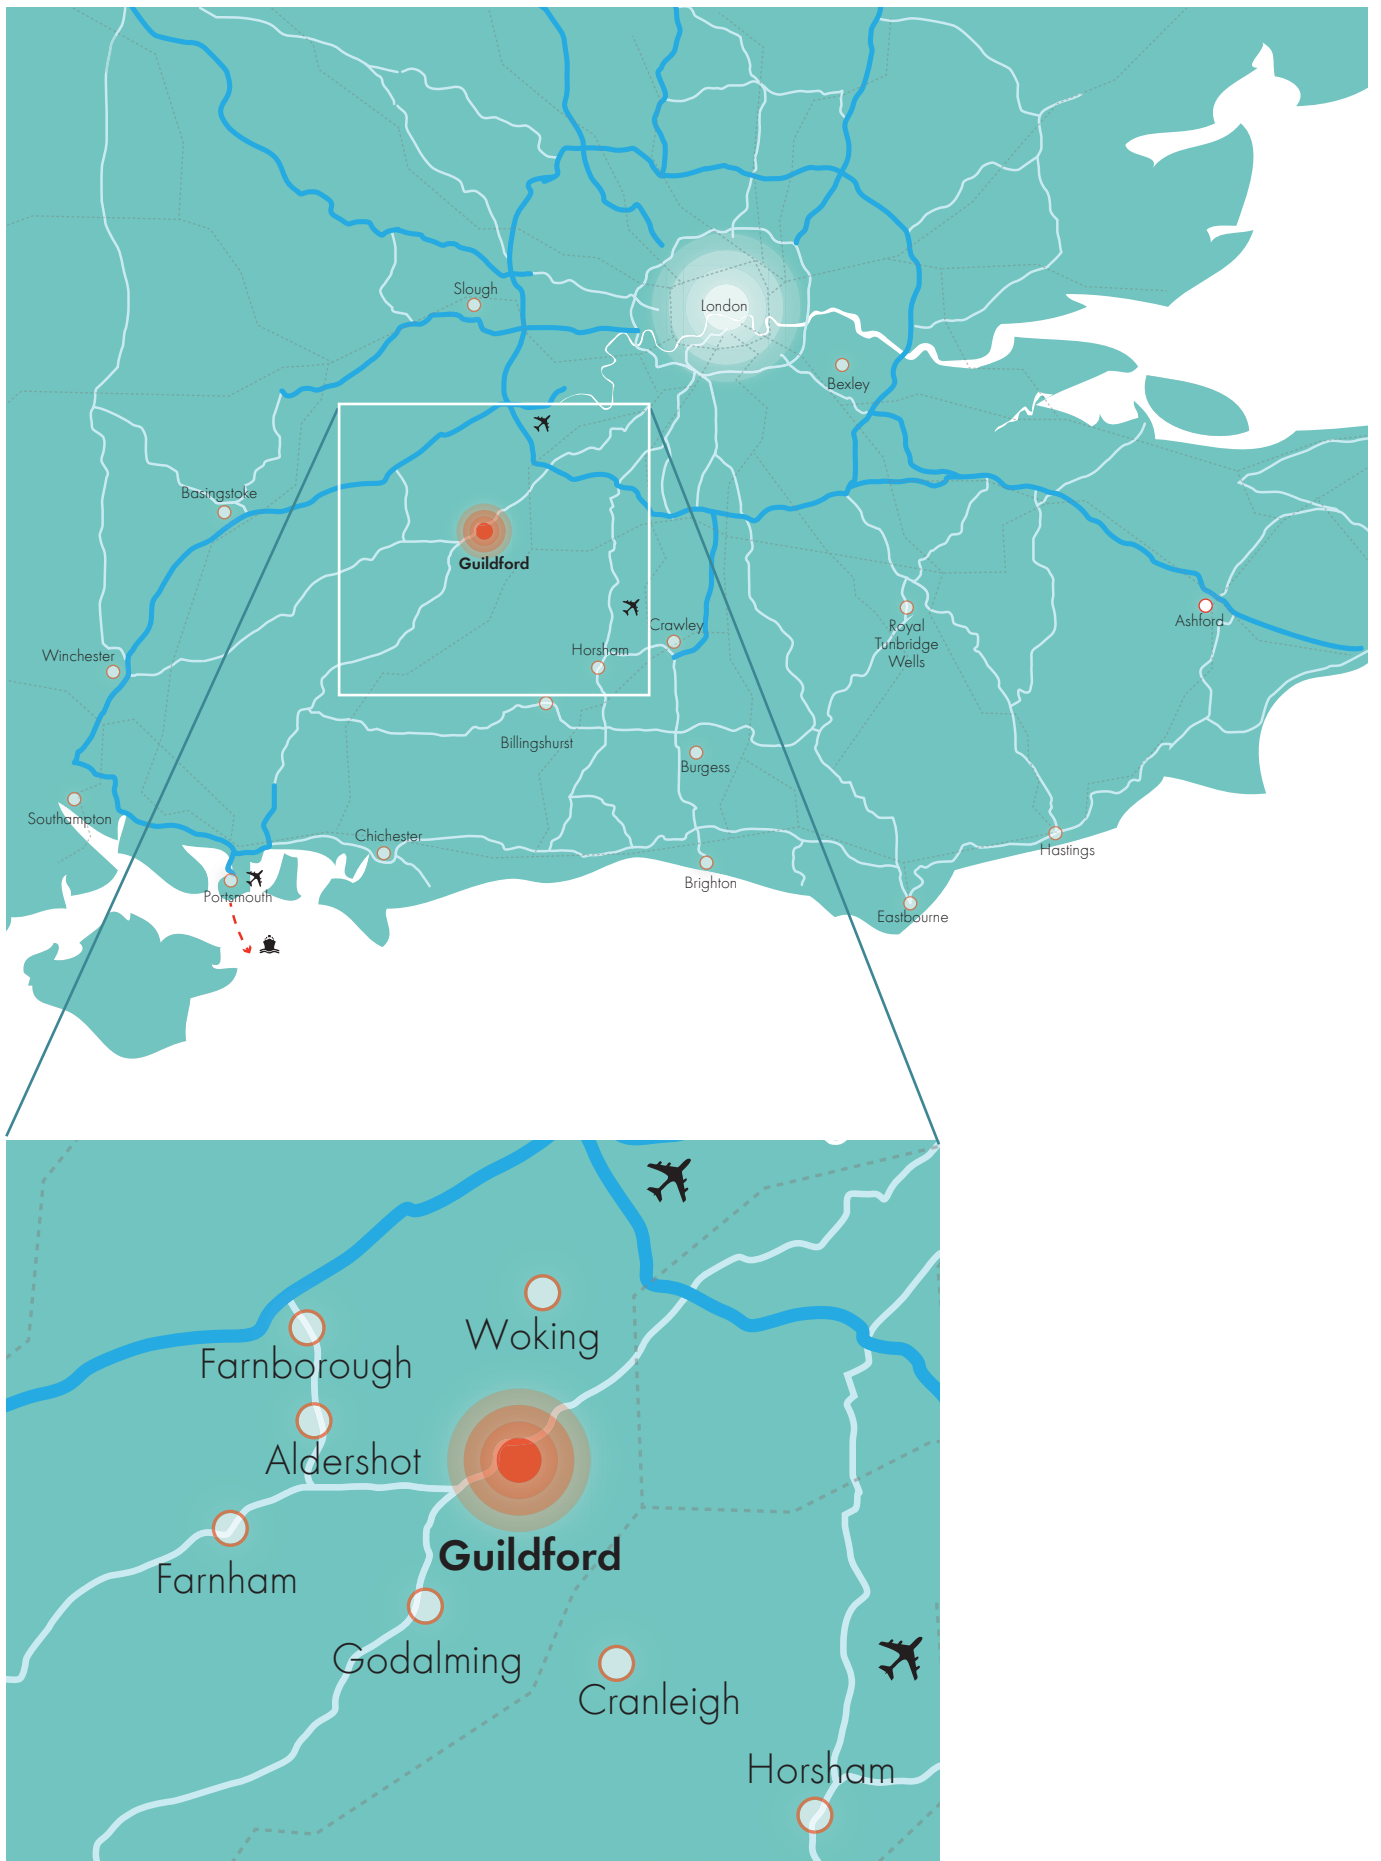 Slough
London
Bexley
Basingstoke
Guildford
Ashford
Crawley
Royal
Tunbridge
Wells
Horsham
Winchester
Billingshurst
Burgess
Southampton
Chichester
Hastings
Brighton
Portsmouth
Eastbourne
Woking
Farnborough
Aldershot
Guildford
Farnham
Godalming
Cranleigh
Horsham